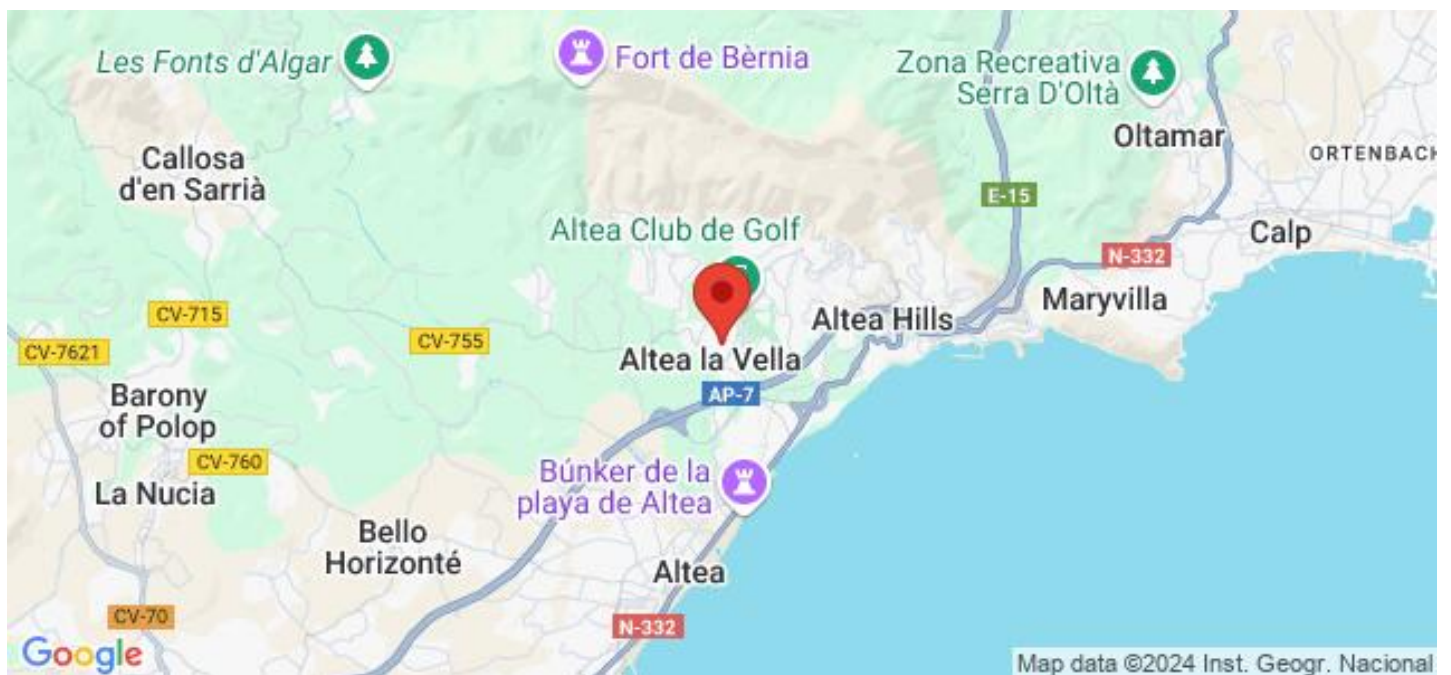 Les Fonts d'Algar
Fort de Bèrnia
Zona Recreativa
Serra D'Oltà
Oltamar
ORTENBACH
Callosa
d'en Sarrià
E-15
Altea Club de Golf
Calp
N-332
Maryvilla
CV-715
Altea Hills
CV-7621
CV-755
Altea la Vella
AP-7
Barony
of Polop
CV-760
La Nucia
Búnker de la
playa de Altea
Bello
Horizonté
Altea
CV-70
N-332
Google
Map data ©2024 Inst. Geogr. Nacional